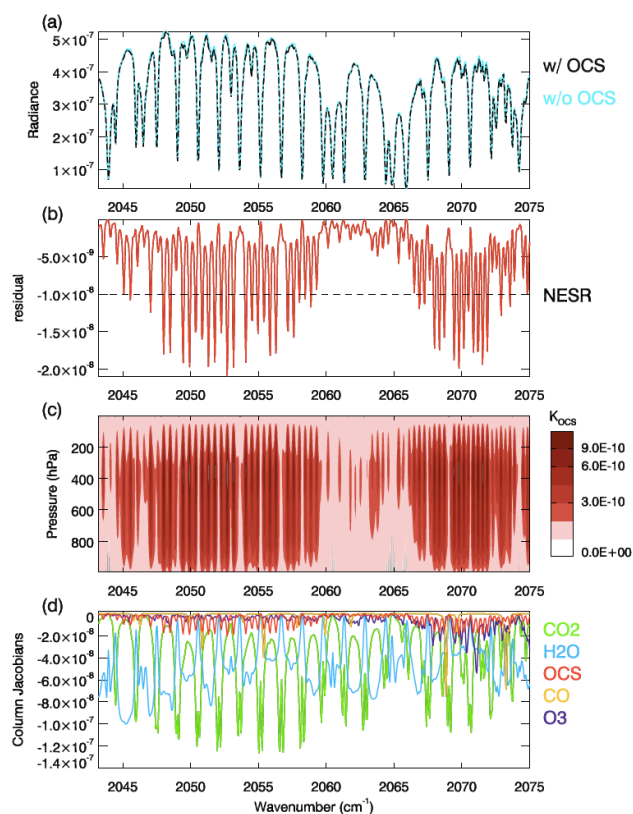 (a)
5×10⁻⁷
4×10⁻⁷
3×10⁻⁷
2×10⁻⁷
1×10⁻⁷
Radiance
w/ OCS
w/o OCS
2045 2050 2055 2060 2065 2070 2075
(b)
-5.0×10⁻⁹
-1.0×10⁻⁸
-1.5×10⁻⁸
-2.0×10⁻⁸
residual
NESR
2045 2050 2055 2060 2065 2070 2075
(c)
200
400
600
800
Pressure (hPa)
K_OCS
9.0E-10
6.0E-10
3.0E-10
0.0E+00
2045 2050 2055 2060 2065 2070 2075
(d)
0
-2.0×10⁻⁸
-4.0×10⁻⁸
-6.0×10⁻⁸
-8.0×10⁻⁸
-1.0×10⁻⁷
-1.2×10⁻⁷
-1.4×10⁻⁷
Column Jacobians
CO2
H2O
OCS
CO
O3
2045 2050 2055 2060 2065 2070 2075
Wavenumber (cm⁻¹)